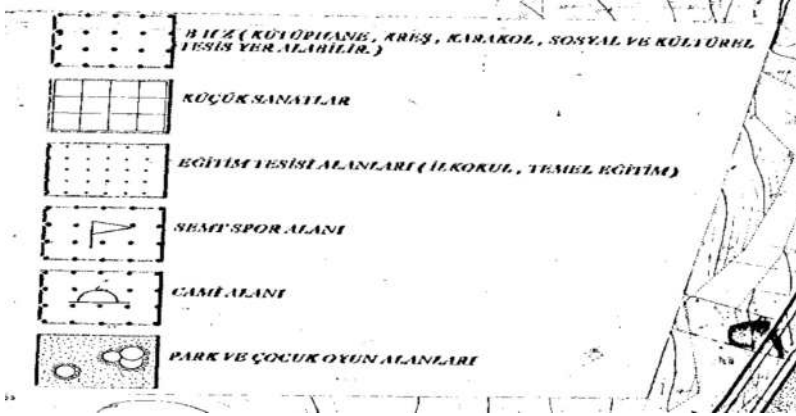 B H Z ( KÜTÜPHANE , KREŞ , KARAKOL , SOSYAL VE KÜLTÜREL
TESİS YER ALABİLİR. )
KÜÇÜK SANATLAR
EĞİTİM TESİSİ ALANLARI ( İLKOKUL , TEMEL EĞİTİM )
SEMT SPOR ALANI
CAMİ ALANI
PARK VE ÇOCUK OYUN ALANLARI